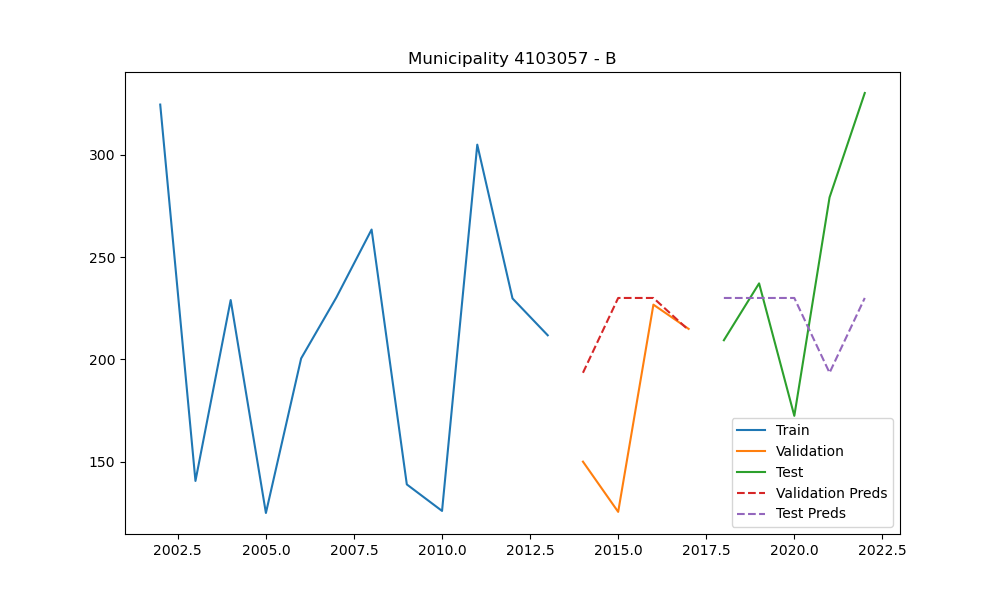 Municipality 4103057 - B
300
250
200
150
2002.5 2005.0 2007.5 2010.0 2012.5 2015.0 2017.5 2020.0 2022.5
Train
Validation
Test
Validation Preds
Test Preds